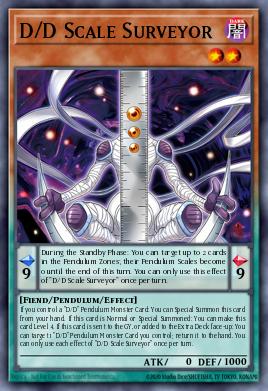 D/D Scale Surveyor
DARK
闇
During the Standby Phase: You can target up to 2 cards
in the Pendulum Zones; their Pendulum Scales become
0 until the end of this turn. You can only use this effect
of "D/D Scale Surveyor" once per turn.
9
9
[FIEND/PENDULUM/EFFECT]
If you control a "D/D" Pendulum Monster Card: You can Special Summon this
card from your hand. If this card is Normal or Special Summoned: You can make this
card Level 4. If this card is sent to the GY, or added to the Extra Deck face-up: You
can target 1 "D/D" Pendulum Monster Card you control; return it to the hand. You
can only use each effect of "D/D Scale Surveyor" once per turn.
ATK/ 0 DEF/1000